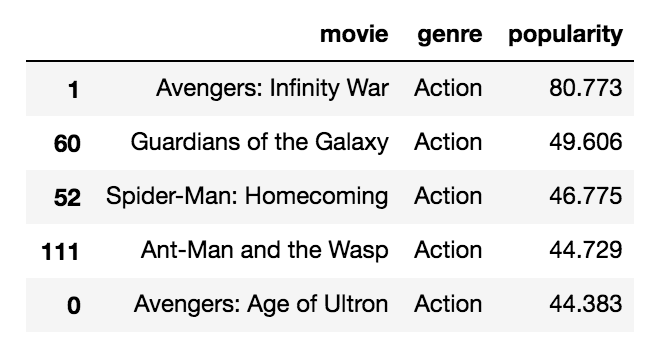 movie genre popularity
1 Avengers: Infinity War Action 80.773
60 Guardians of the Galaxy Action 49.606
52 Spider-Man: Homecoming Action 46.775
111 Ant-Man and the Wasp Action 44.729
0 Avengers: Age of Ultron Action 44.383